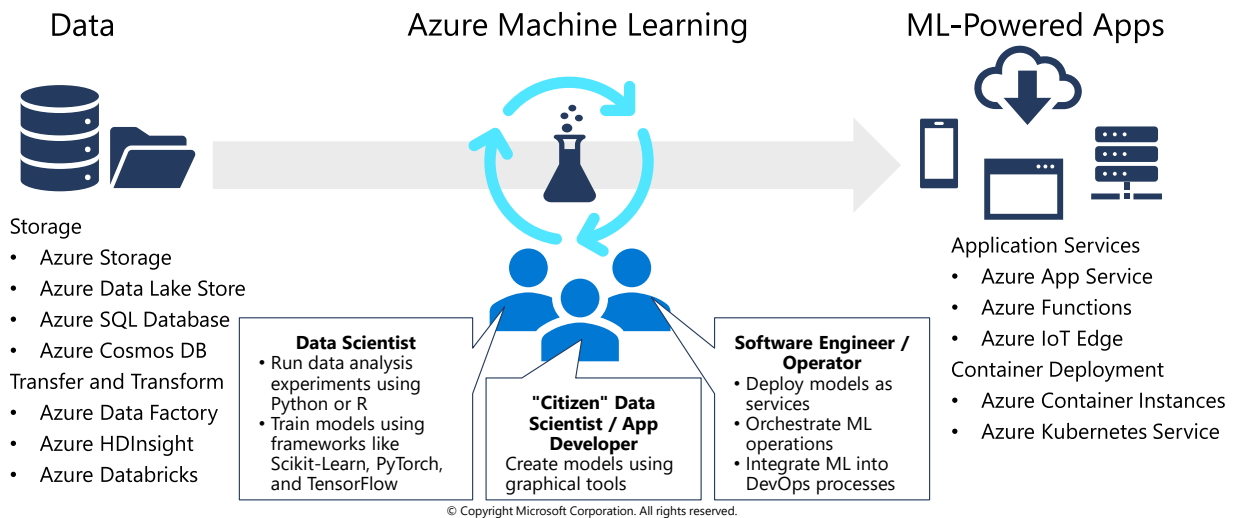 Data
Azure Machine Learning
ML-Powered Apps
Storage
• Azure Storage
• Azure Data Lake Store
• Azure SQL Database
• Azure Cosmos DB
Transfer and Transform
• Azure Data Factory
• Azure HDInsight
• Azure Databricks
Data Scientist
• Run data analysis
experiments using
Python or R
• Train models using
frameworks like
Scikit-Learn, PyTorch,
and TensorFlow
"Citizen" Data
Scientist / App
Developer
Create models using
graphical tools
Software Engineer /
Operator
• Deploy models as
services
• Orchestrate ML
operations
• Integrate ML into
DevOps processes
Application Services
• Azure App Service
• Azure Functions
• Azure IoT Edge
Container Deployment
• Azure Container Instances
• Azure Kubernetes Service
© Copyright Microsoft Corporation. All rights reserved.